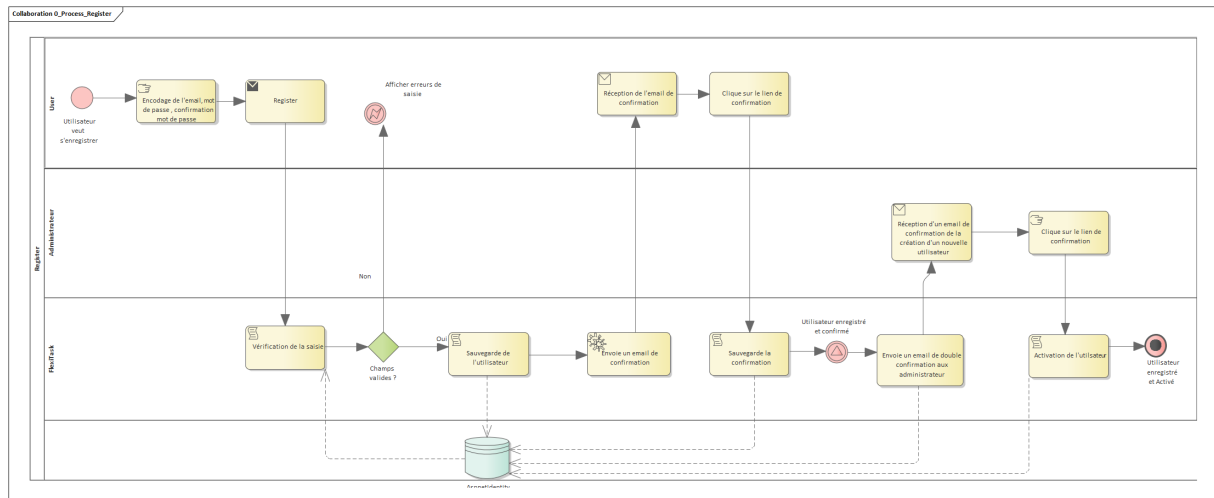 Collaboration 0_Process_Register
Register
User
Utilisateur
veut
s'enregistrer
Encodage de l'email, mot
de passe , confirmation
mot de passe
Register
Afficher erreurs de
saisie
Réception de l'email de
confirmation
Clique sur le lien de
confirmation
Administrateur
Non
Réception d'un email de
confirmation de la
création d'un nouvelle
utilisateur
Clique sur le lien de
confirmation
FlexiTask
Vérification de la saisie
Champs
valides ?
Oui
Sauvegarde de
l'utilisateur
Envoie un email de
confirmation
Sauvegarde la
confirmation
Utilisateur enregistré
et confirmé
Envoie un email de double
confirmation aux
administrateur
Activation de l'utilsateur
Utilisateur
enregistré
et Activé
Aspnetidentity